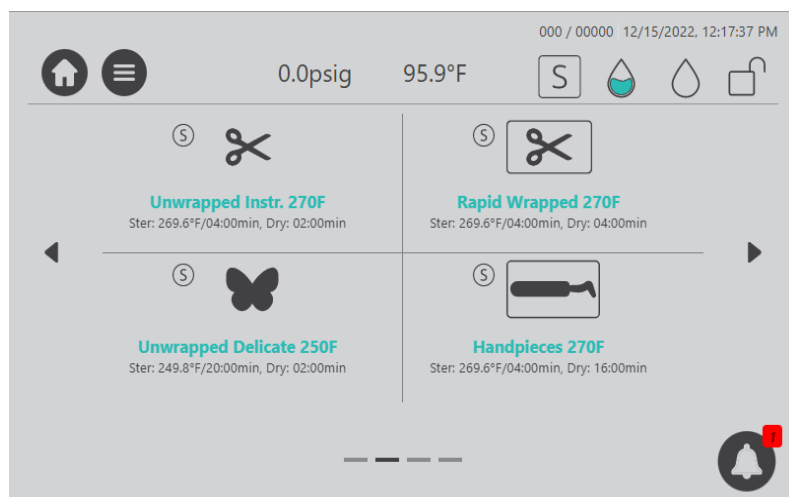 000 / 00000 12/15/2022, 12:17:37 PM
0.0psig 95.9°F S
S
Unwrapped Instr. 270F
Ster: 269.6°F/04:00min, Dry: 02:00min
S
Rapid Wrapped 270F
Ster: 269.6°F/04:00min, Dry: 04:00min
S
Unwrapped Delicate 250F
Ster: 249.8°F/20:00min, Dry: 02:00min
S
Handpieces 270F
Ster: 269.6°F/04:00min, Dry: 16:00min
1